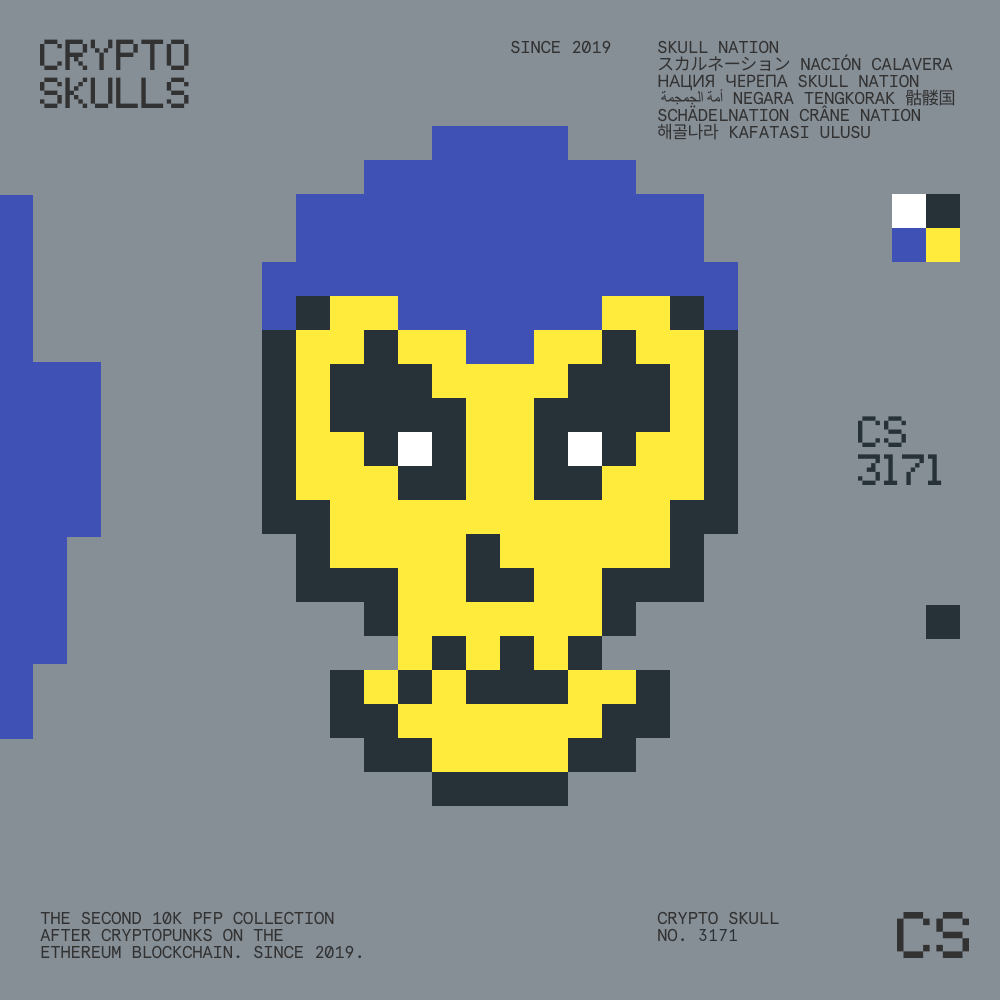 CRYPTO
SKULLS
SINCE 2019
SKULL NATION
スカルネーション NACIÓN CALAVERA
НАЦИЯ ЧЕРЕПА SKULL NATION
أمة الجمجمة NEGARA TENGKORAK 骷髅国
SCHÄDELNATION CRÂNE NATION
해골나라 KAFATASI ULUSU
CS
3171
THE SECOND 10K PFP COLLECTION
AFTER CRYPTOPUNKS ON THE
ETHEREUM BLOCKCHAIN. SINCE 2019.
CRYPTO SKULL
NO. 3171
CS